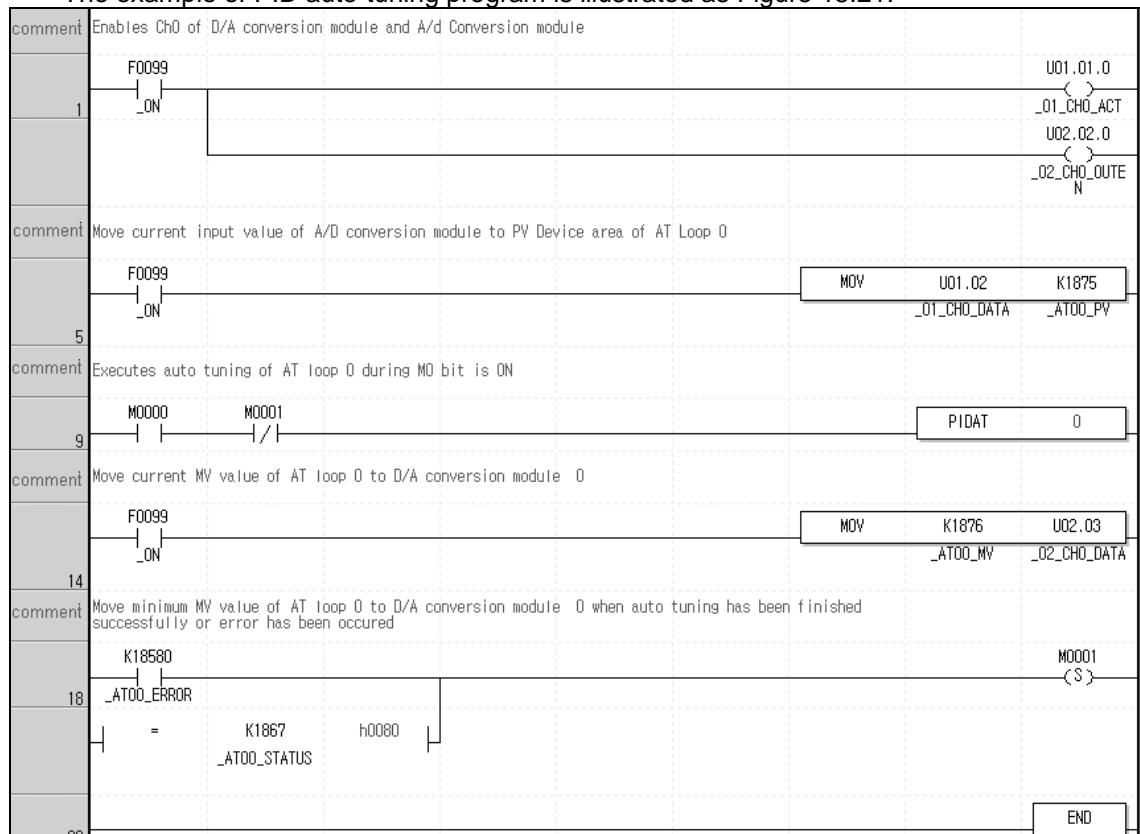 The example of PID auto tuning program is illustrated as Figure
comment Enables Ch0 of D/A conversion module and A/d Conversion module
F0099 U01.01.0
1 _ON _01_CH0_ACT
U02.02.0
_02_CH0_OUTE
N
comment Move current input value of A/D conversion module to PV Device area of AT Loop 0
F0099 MOV U01.02 K1875
_ON _01_CH0_DATA _AT00_PV
5
comment Executes auto tuning of AT loop 0 during M0 bit is ON
M0000 M0001 PIDAT 0
9
comment Move current MV value of AT loop 0 to D/A conversion module 0
F0099 MOV K1876 U02.03
_ON _AT00_MV _02_CH0_DATA
14
comment Move minimum MV value of AT loop 0 to D/A conversion module 0 when auto tuning has been finished
successfully or error has been occured
K18580 M0001
(S)
18 _AT00_ERROR
= K1867 h0080
_AT00_STATUS
END